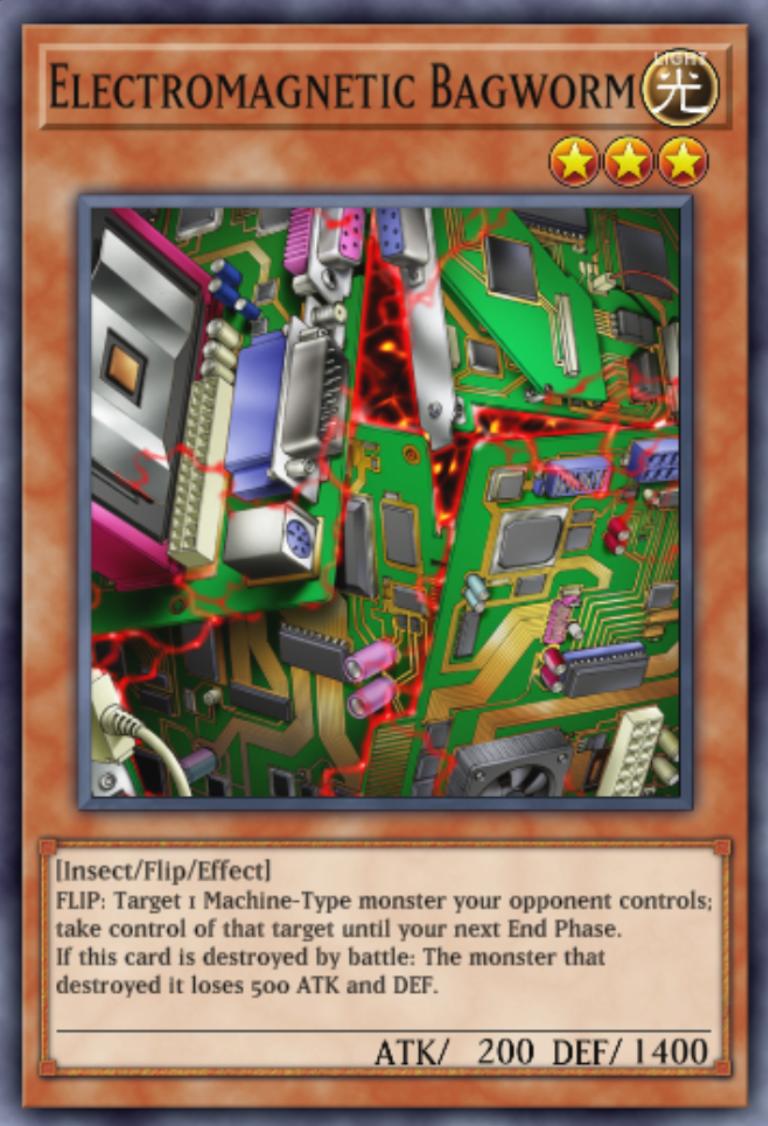 ELECTROMAGNETIC BAGWORM
LIGHT
光
[Insect/Flip/Effect]
FLIP: Target 1 Machine-Type monster your opponent controls;
take control of that target until your next End Phase.
If this card is destroyed by battle: The monster that
destroyed it loses 500 ATK and DEF.
ATK/ 200 DEF/ 1400